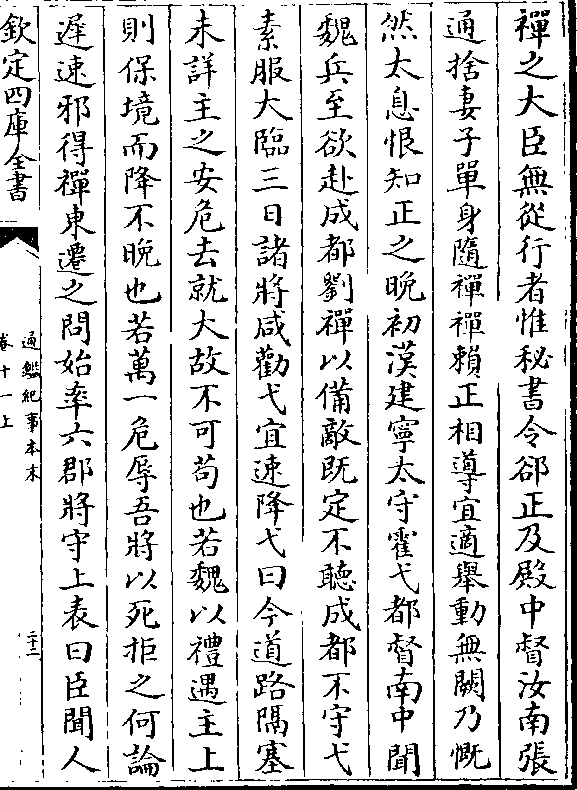 禪之大臣無從行者惟秘書令郤正及殿中督汝南張
通捨妻子單身隨禪禪賴正相導宜適舉動無闕乃慨
然太息恨知正之晚初漢建寧太守霍弋都督南中聞
魏兵至欲赴成都劉禪以備敵既定不聽成都不守弋
素服大臨三日諸將咸勸弋宜速降弋曰今道路隔塞
未詳主之安危去就大故不可苟也若魏以禮遇主上
則保境而降不晚也若萬一危辱吾將以死拒之何論
遲速邪得禪東遷之問始率六郡將守上表曰臣聞人
欽定四庫全書
通鑑紀事本末
卷十一上
三十二